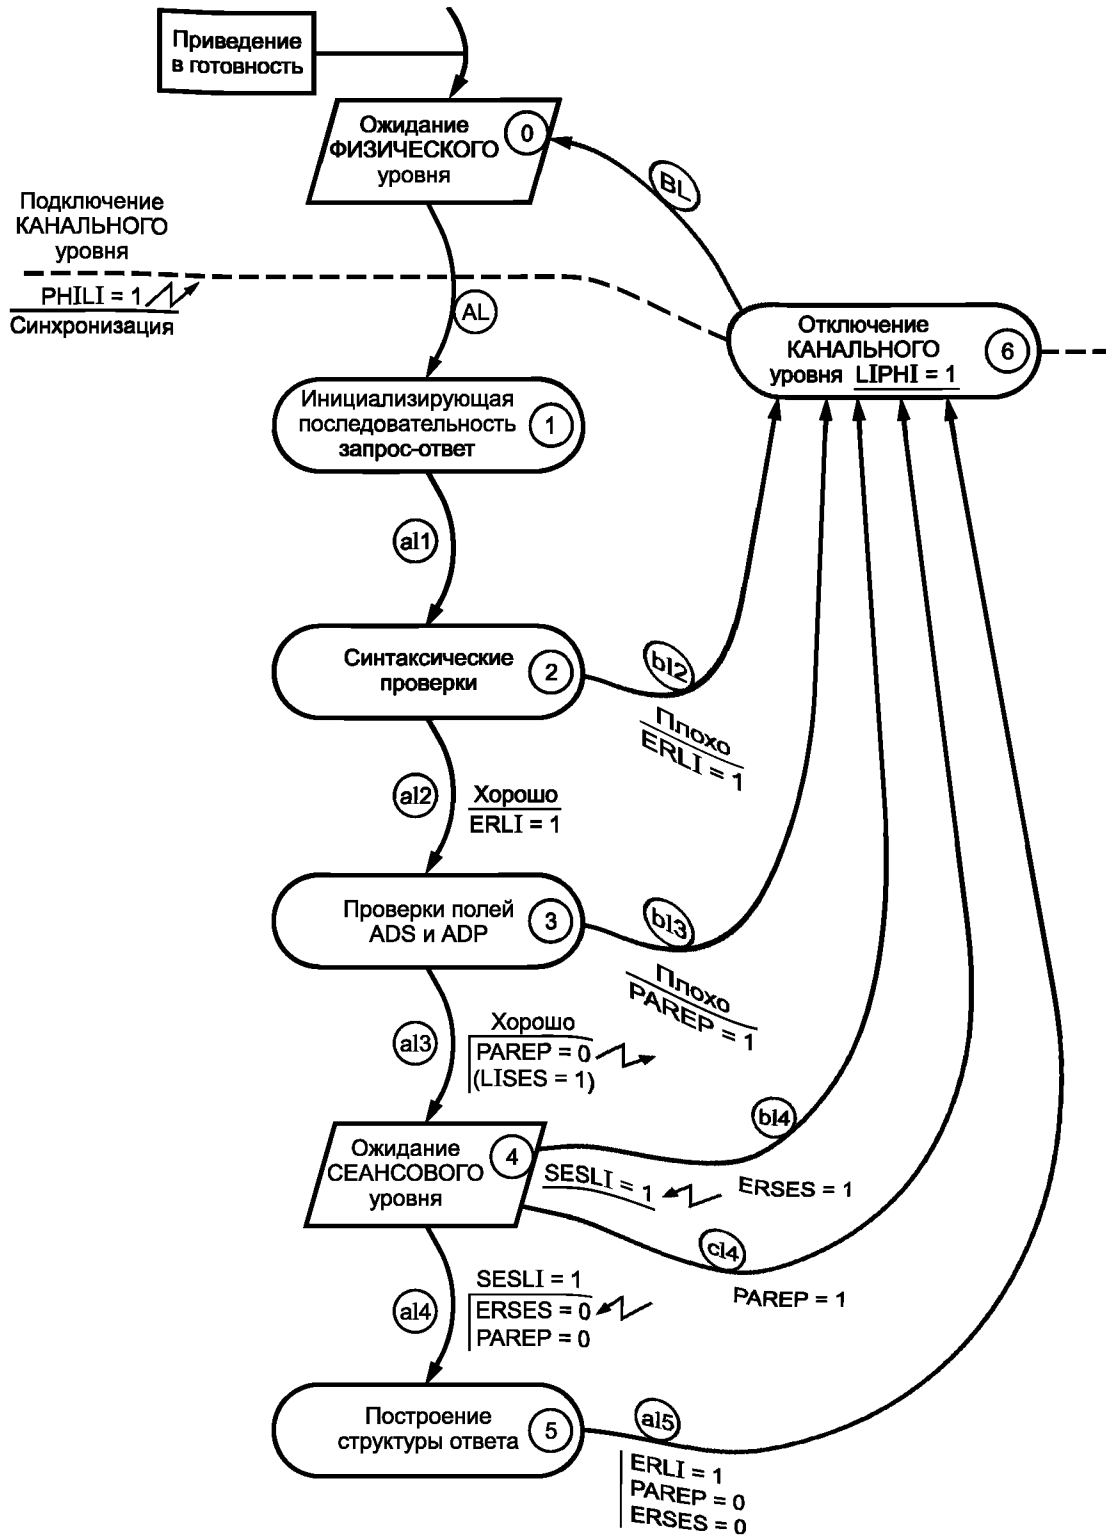 Приведение
в готовность
Ожидание
ФИЗИЧЕСКОГО
уровня
0
BL
Подключение
КАНАЛЬНОГО
уровня
PHILI = 1
Синхронизация
AL
Отключение
КАНАЛЬНОГО
уровня LIPHI = 1
6
Инициализирующая
последовательность
запрос-ответ
1
al1
Синтаксические
проверки
2
bl2
Плохо
ERLI = 1
al2
Хорошо
ERLI = 1
Проверки полей
ADS и ADP
3
bl3
Плохо
PAREP = 1
al3
Хорошо
PAREP = 0
(LISES = 1)
Ожидание
СЕАНСОВОГО
уровня
4
bl4
SESLI = 1
ERSES = 1
cl4
PAREP = 1
al4
SESLI = 1
ERSES = 0
PAREP = 0
Построение
структуры ответа
5
al5
ERLI = 1
PAREP = 0
ERSES = 0